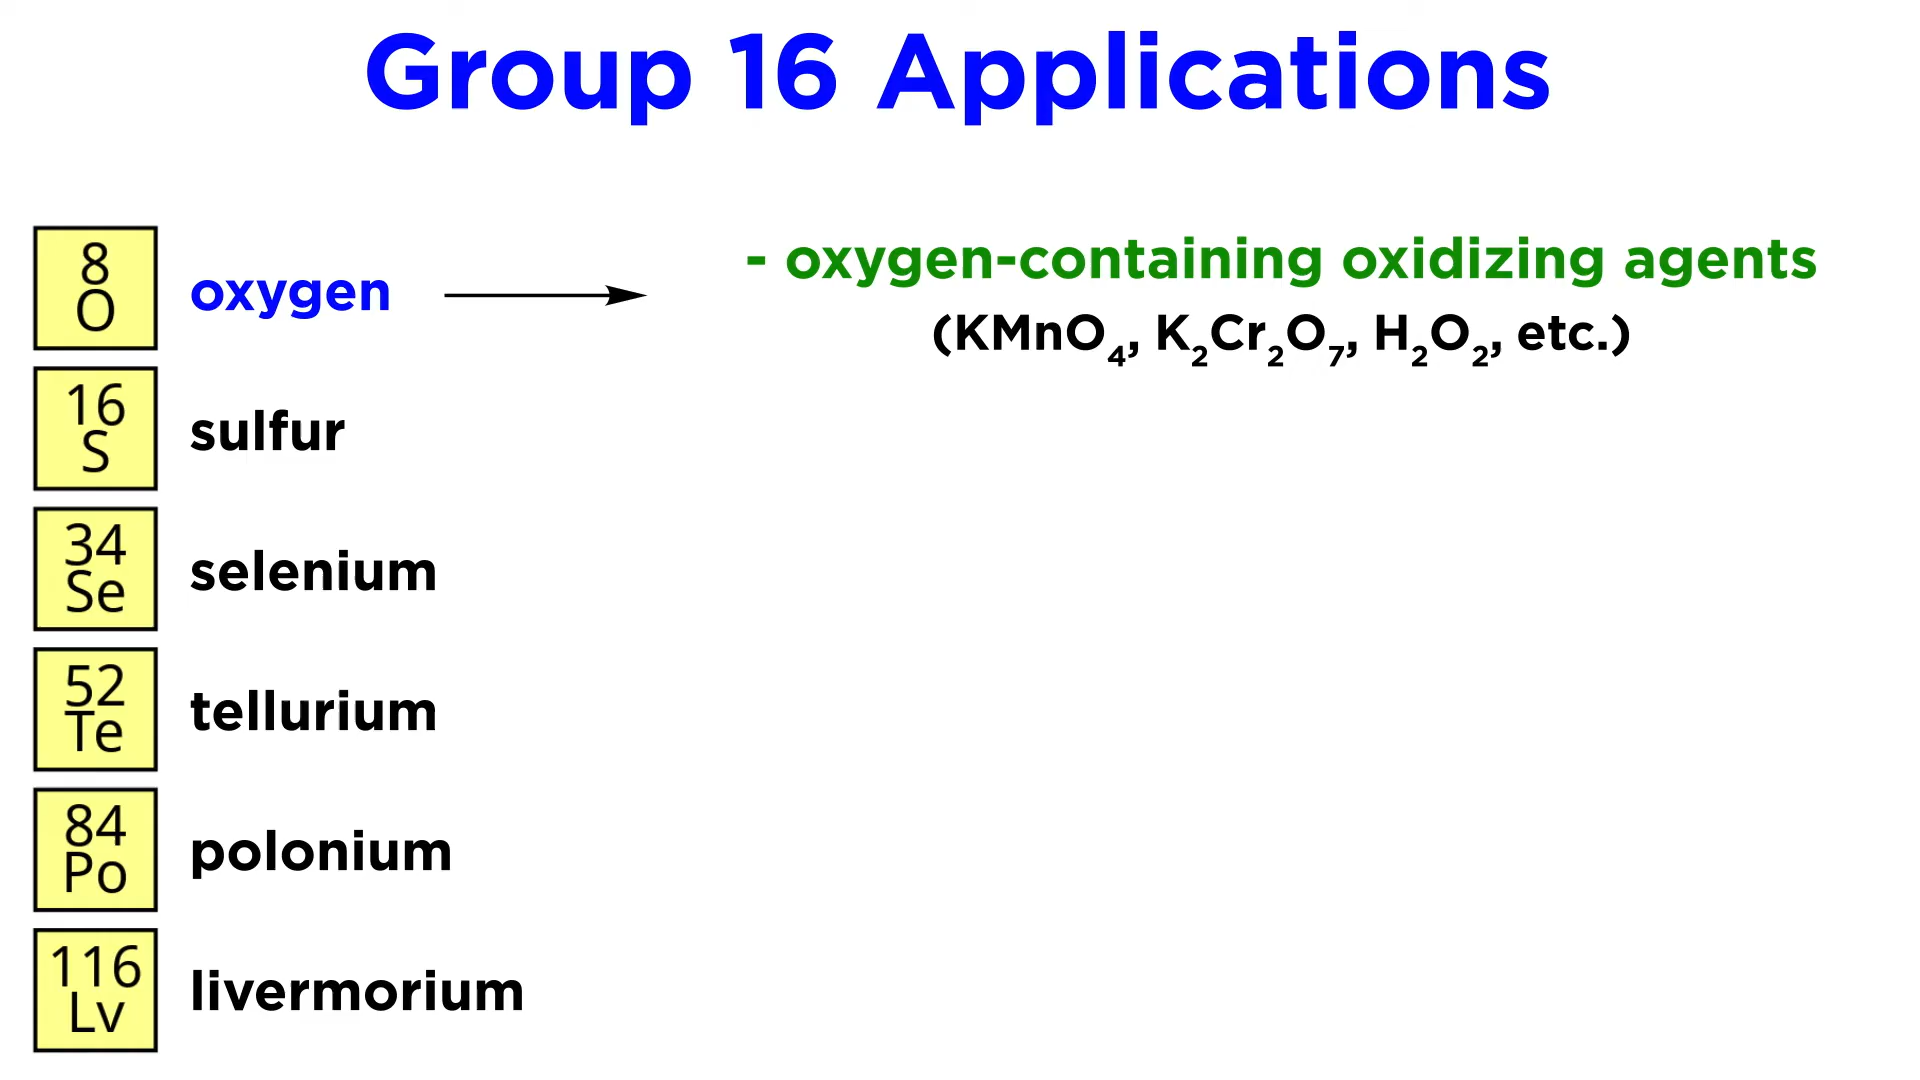 Group 16 Applications
8
O
oxygen
- oxygen-containing oxidizing agents
(KMnO₄, K₂Cr₂O₇, H₂O₂, etc.)
16
S
sulfur
34
Se
selenium
52
Te
tellurium
84
Po
polonium
116
Lv
livermorium